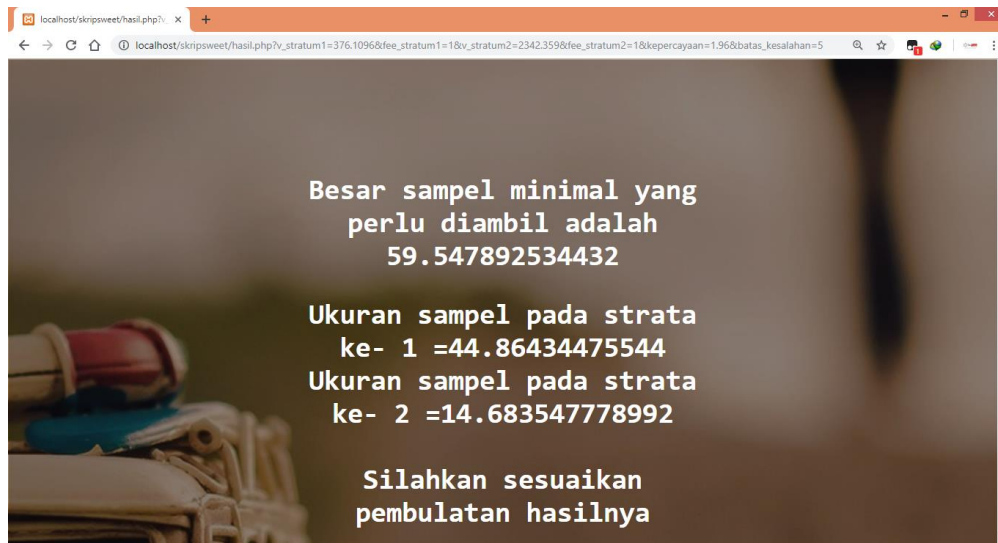 localhost/skripsweet/hasil.php?v
localhost/skripsweet/hasil.php?v_stratum1=376.1096&fee_stratum1=1&v_stratum2=2342.359&fee_stratum2=1&kepercayaan=1.96&batas_kesalahan=5
1
Besar sampel minimal yang
perlu diambil adalah
59.547892534432
Ukuran sampel pada strata
ke- 1 =44.86434475544
Ukuran sampel pada strata
ke- 2 =14.683547778992
Silahkan sesuaikan
pembulatan hasilnya